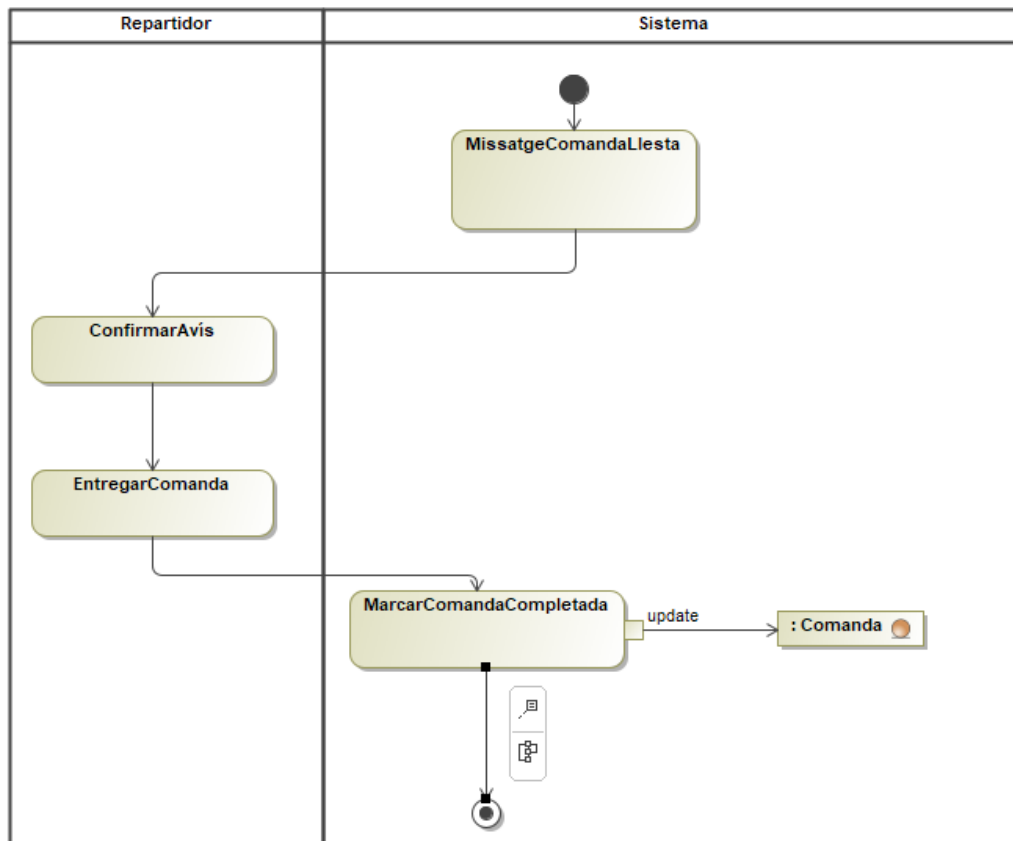 Repartidor
Sistema
MissatgeComandaLlesta
ConfirmarAvís
EntregarComanda
MarcarComandaCompletada
update
: Comanda